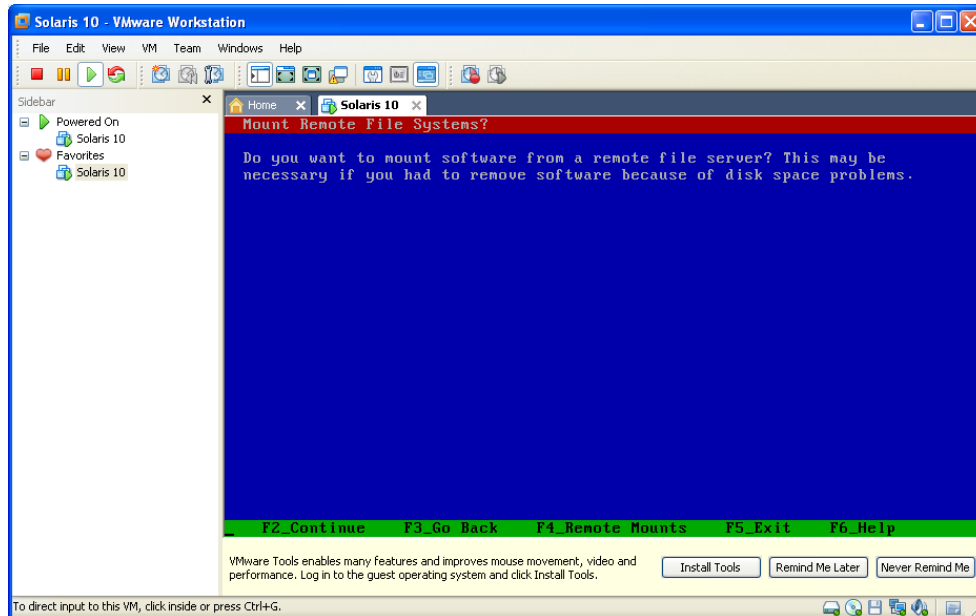 Solaris 10 - VMware Workstation
File Edit View VM Team Windows Help
Sidebar
Powered On
Solaris 10
Favorites
Solaris 10
Home Solaris 10
Mount Remote File Systems?
Do you want to mount software from a remote file server? This may be
necessary if you had to remove software because of disk space problems.
F2_Continue F3_Go Back F4_Remote Mounts F5_Exit F6_Help
VMware Tools enables many features and improves mouse movement, video and
performance. Log in to the guest operating system and click Install Tools.
Install Tools Remind Me Later Never Remind Me
To direct input to this VM, click inside or press Ctrl+G.